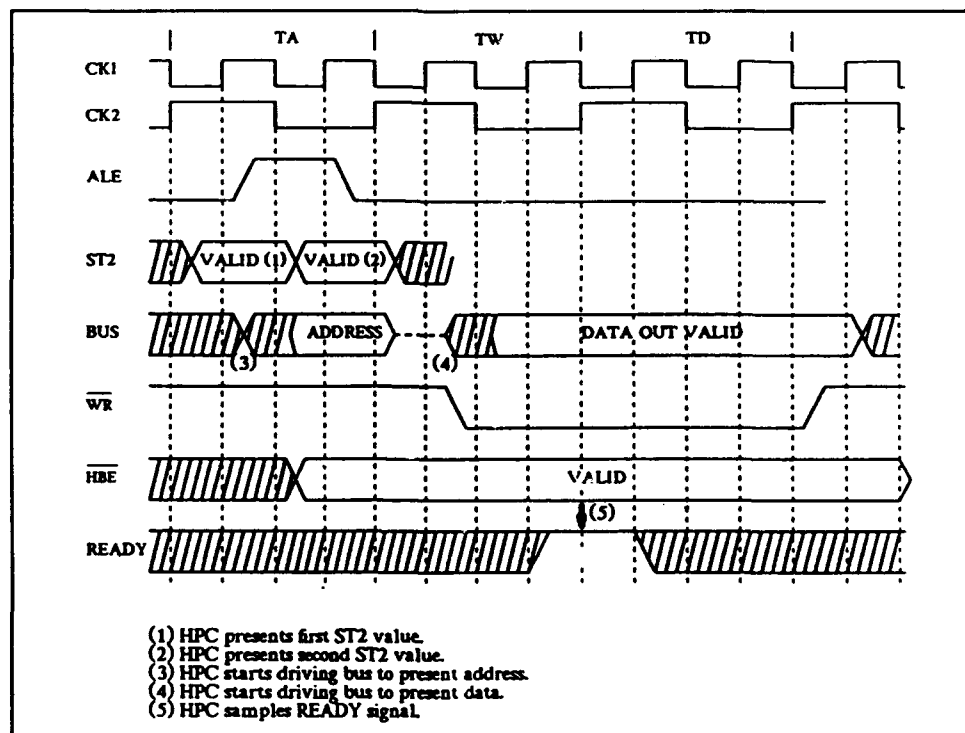 TA TW TD
CK1
CK2
ALE
ST2 VALID (1) VALID (2)
BUS ADDRESS DATA OUT VALID
(3) (4)
WR
HBE VALID
(5)
READY
(1) HPC presents first ST2 value.
(2) HPC presents second ST2 value.
(3) HPC starts driving bus to present address.
(4) HPC starts driving bus to present data.
(5) HPC samples READY signal.